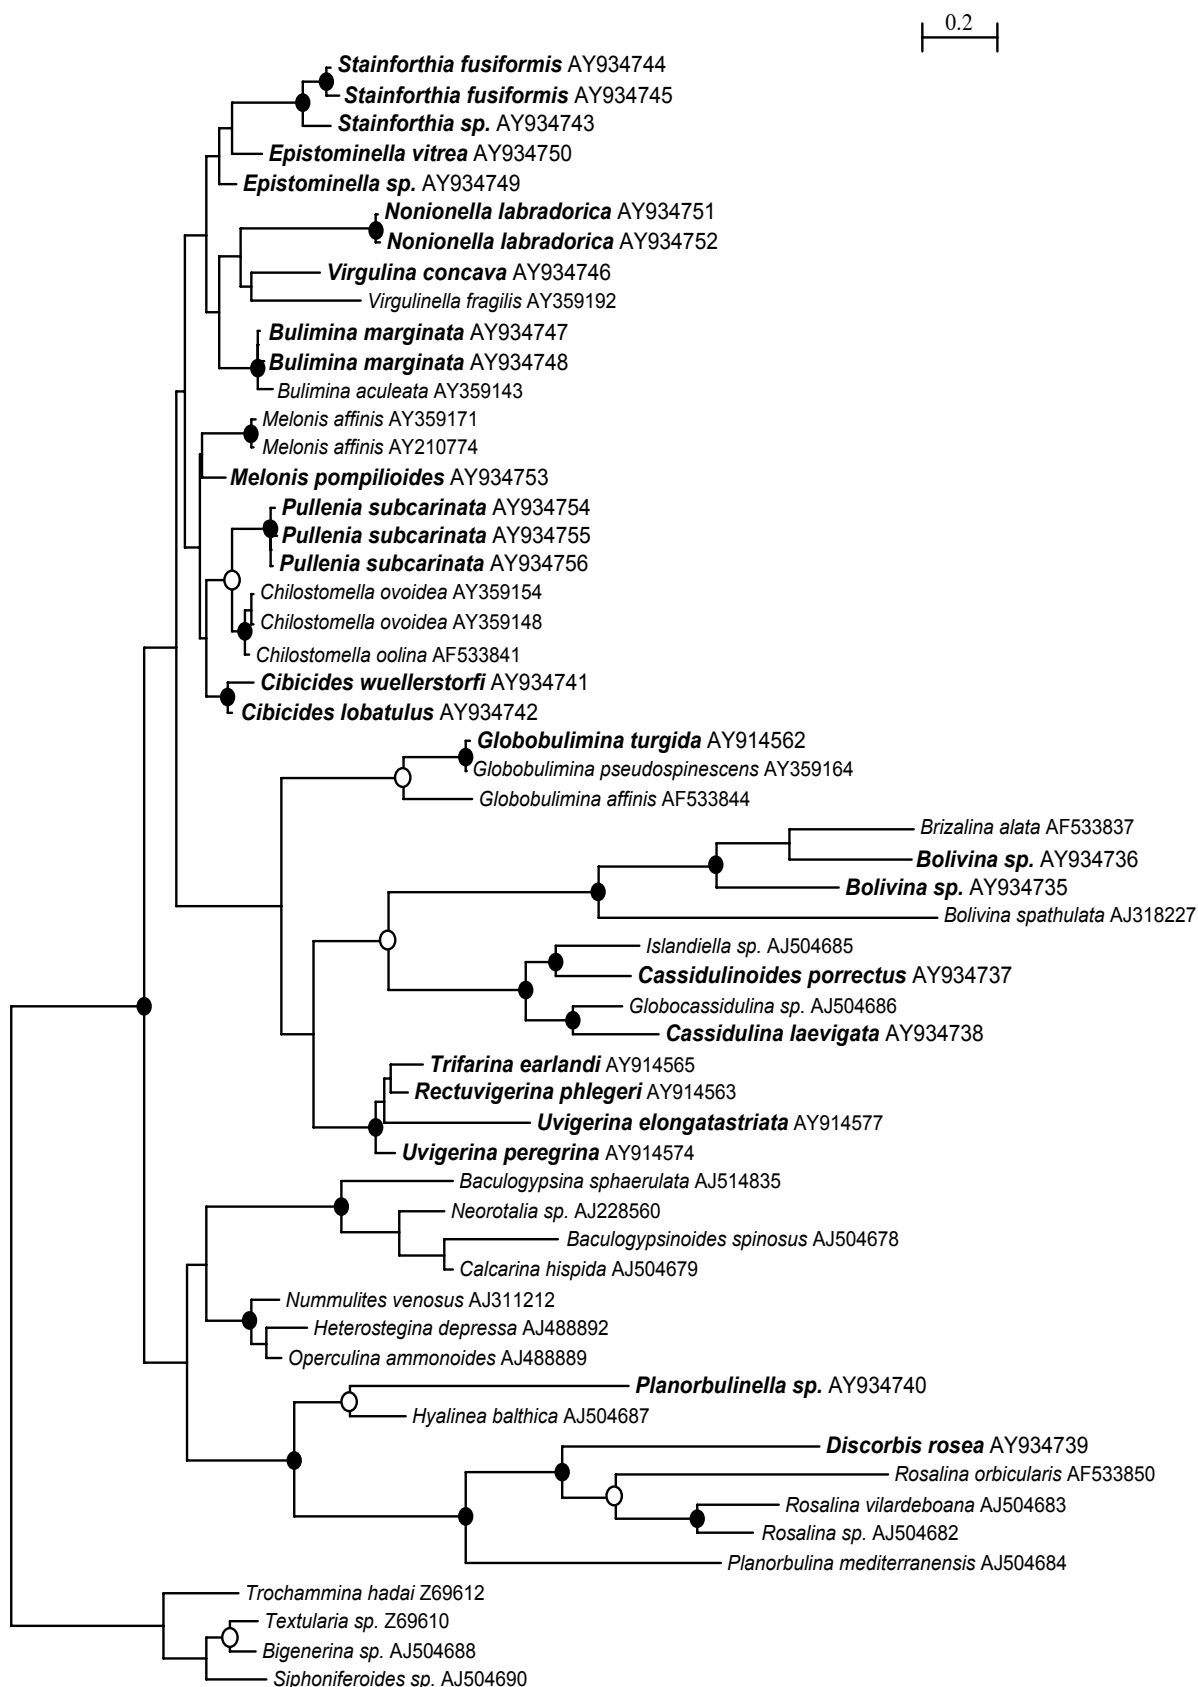 0.2
Stainforthia fusiformis AY934744
Stainforthia fusiformis AY934745
Stainforthia sp. AY934743
Epistominella vitrea AY934750
Epistominella sp. AY934749
Nonionella labradorica AY934751
Nonionella labradorica AY934752
Virgulina concava AY934746
Virgulinella fragilis AY359192
Bulimina marginata AY934747
Bulimina marginata AY934748
Bulimina aculeata AY359143
Melonis affinis AY359171
Melonis affinis AY210774
Melonis pompilioides AY934753
Pullenia subcarinata AY934754
Pullenia subcarinata AY934755
Pullenia subcarinata AY934756
Chilostomella ovoidea AY359154
Chilostomella ovoidea AY359148
Chilostomella oolina AF533841
Cibicides wuellerstorfi AY934741
Cibicides lobatulus AY934742
Globobulimina turgida AY914562
Globobulimina pseudospinescens AY359164
Globobulimina affinis AF533844
Brizalina alata AF533837
Bolivina sp. AY934736
Bolivina sp. AY934735
Bolivina spathulata AJ318227
Islandiella sp. AJ504685
Cassidulinoides porrectus AY934737
Globocassidulina sp. AJ504686
Cassidulina laevigata AY934738
Trifarina earlandi AY914565
Rectuvigerina phlegeri AY914563
Uvigerina elongatastriata AY914577
Uvigerina peregrina AY914574
Baculogypsina sphaerulata AJ514835
Neorotalia sp. AJ228560
Baculogypsinoides spinosus AJ504678
Calcarina hispida AJ504679
Nummulites venosus AJ311212
Heterostegina depressa AJ488892
Operculina ammonoides AJ488889
Planorbulinella sp. AY934740
Hyalinea balthica AJ504687
Discorbis rosea AY934739
Rosalina orbicularis AF533850
Rosalina vilardeboana AJ504683
Rosalina sp. AJ504682
Planorbulina mediterranensis AJ504684
Trochammina hadai Z69612
Textularia sp. Z69610
Bigenerina sp. AJ504688
Siphoniferoides sp. AJ504690